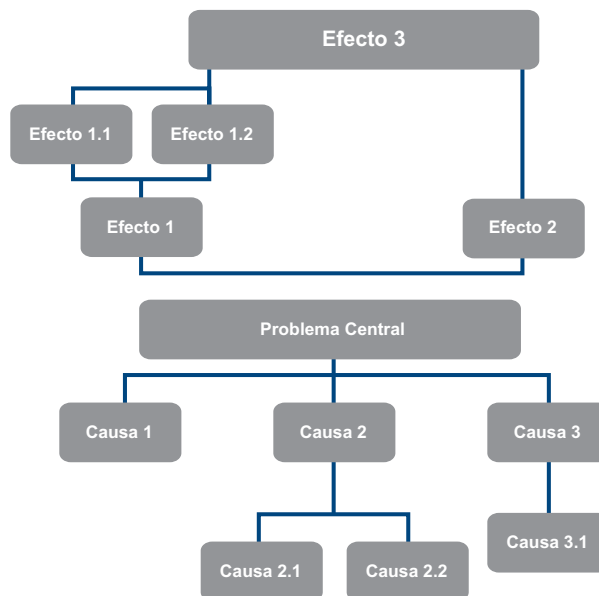 Efecto 3
Efecto 1.1
Efecto 1.2
Efecto 1
Efecto 2
Problema Central
Causa 1
Causa 2
Causa 3
Causa 3.1
Causa 2.1
Causa 2.2